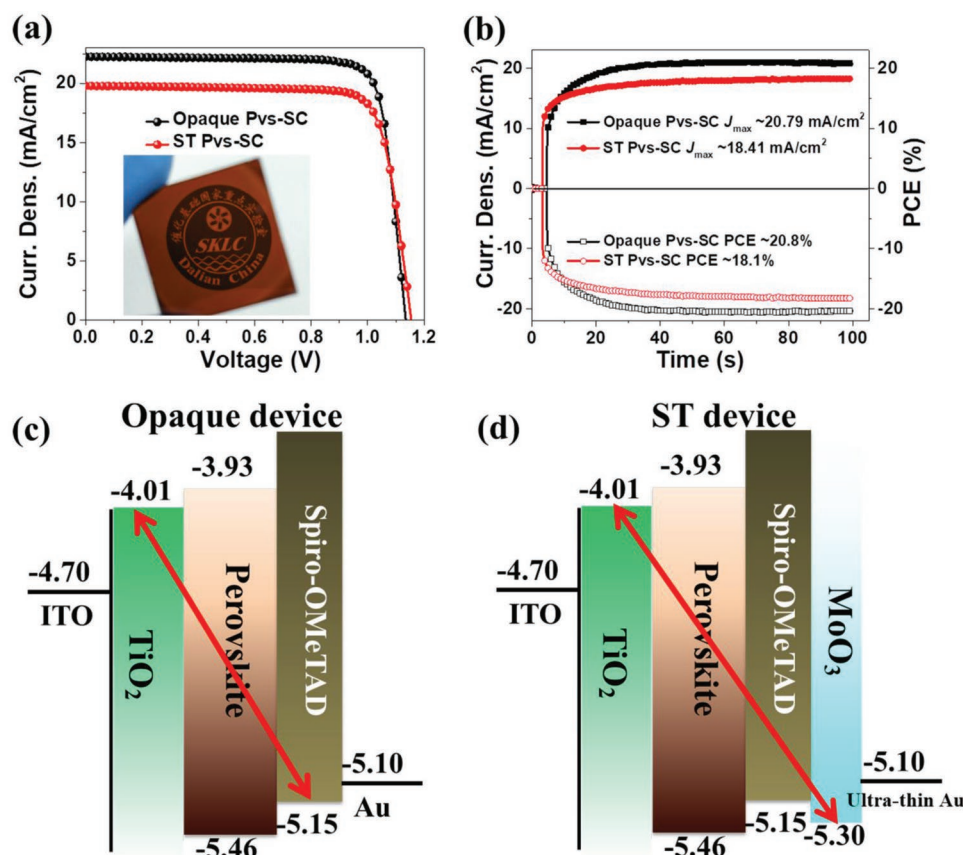 (a)
Curr. Dens. (mA/cm²)
20
15
10
5
0
Opaque Pvs-SC
ST Pvs-SC
SKLC
Dalian China
0.0 0.2 0.4 0.6 0.8 1.0 1.2
Voltage (V)
(b)
Curr. Dens. (mA/cm²)
20
10
0
-10
-20
Opaque Pvs-SC Jmax ~20.79 mA/cm²
ST Pvs-SC Jmax ~18.41 mA/cm²
Opaque Pvs-SC PCE ~20.8%
ST Pvs-SC PCE ~18.1%
20
10
0
-10
-20
PCE (%)
0 20 40 60 80 100
Time (s)
(c)
Opaque device
-3.93
-4.01
-4.70
ITO
TiO₂
Perovskite
Spiro-OMeTAD
-5.10
Au
-5.15
-5.46
(d)
ST device
-3.93
-4.01
-4.70
ITO
TiO₂
Perovskite
Spiro-OMeTAD
MoO₃
-5.10
Ultra-thin Au
-5.15
-5.30
-5.46